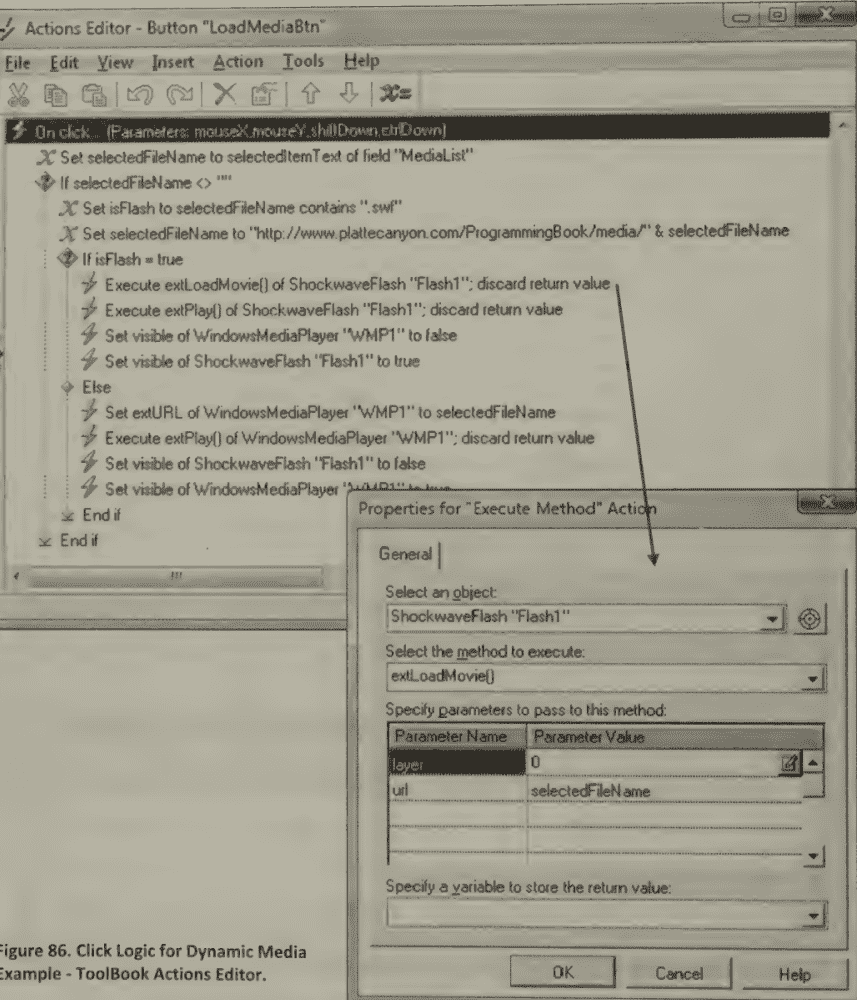 Actions Editor - Button "LoadMediaBtn"
File Edit View Insert Action Tools Help
On click... (Parameters: mouseX,mouseY,shiftDown,ctrlDown)
Set selectedFileName to selectedItemText of field "MediaList"
If selectedFileName <> ""
Set isFlash to selectedFileName contains ".swf"
Set selectedFileName to "http://www.plattecanyon.com/ProgrammingBook/media/" & selectedFileName
If isFlash = true
Execute extLoadMovie() of ShockwaveFlash "Flash1"; discard return value
Execute extPlay() of ShockwaveFlash "Flash1"; discard return value
Set visible of WindowsMediaPlayer "WMP1" to false
Set visible of ShockwaveFlash "Flash1" to true
Else
Set extURL of WindowsMediaPlayer "WMP1" to selectedFileName
Execute extPlay() of WindowsMediaPlayer "WMP1"; discard return value
Set visible of ShockwaveFlash "Flash1" to false
Set visible of WindowsMediaPlayer "WMP1" to true
End if
End if
Properties for "Execute Method" Action
General
Select an object:
ShockwaveFlash "Flash1"
Select the method to execute:
extLoadMovie()
Specify parameters to pass to this method:
Parameter Name Parameter Value
layer 0
url selectedFileName
Specify a variable to store the return value:
OK Cancel Help
Figure 86. Click Logic for Dynamic Media
Example - ToolBook Actions Editor.